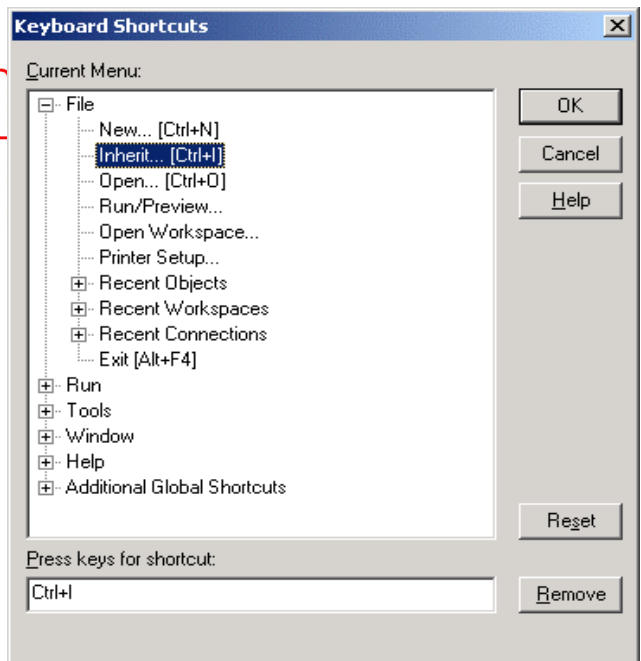 Keyboard Shortcuts
Current Menu:
File
New... [Ctrl+N]
Inherit... [Ctrl+I]
Open... [Ctrl+O]
Run/Preview...
Open Workspace...
Printer Setup...
Recent Objects
Recent Workspaces
Recent Connections
Exit [Alt+F4]
Run
Tools
Window
Help
Additional Global Shortcuts
OK
Cancel
Help
Reset
Press keys for shortcut:
Ctrl+I
Remove